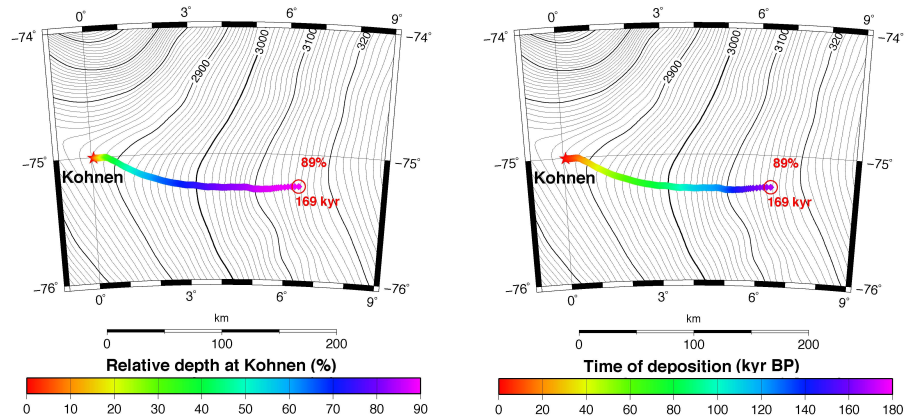 0° 3° 6° 9°
−74° −74°
2900 3000 3100 320
−75° −75°
89%
Kohnen
169 kyr
−76° −76°
0° 3° 6° 9°
km
0 100 200
Relative depth at Kohnen (%)
0 10 20 30 40 50 60 70 80 90
0° 3° 6° 9°
−74° −74°
2900 3000 3100 320
−75° −75°
89%
Kohnen
169 kyr
−76° −76°
0° 3° 6° 9°
km
0 100 200
Time of deposition (kyr BP)
0 20 40 60 80 100 120 140 160 180